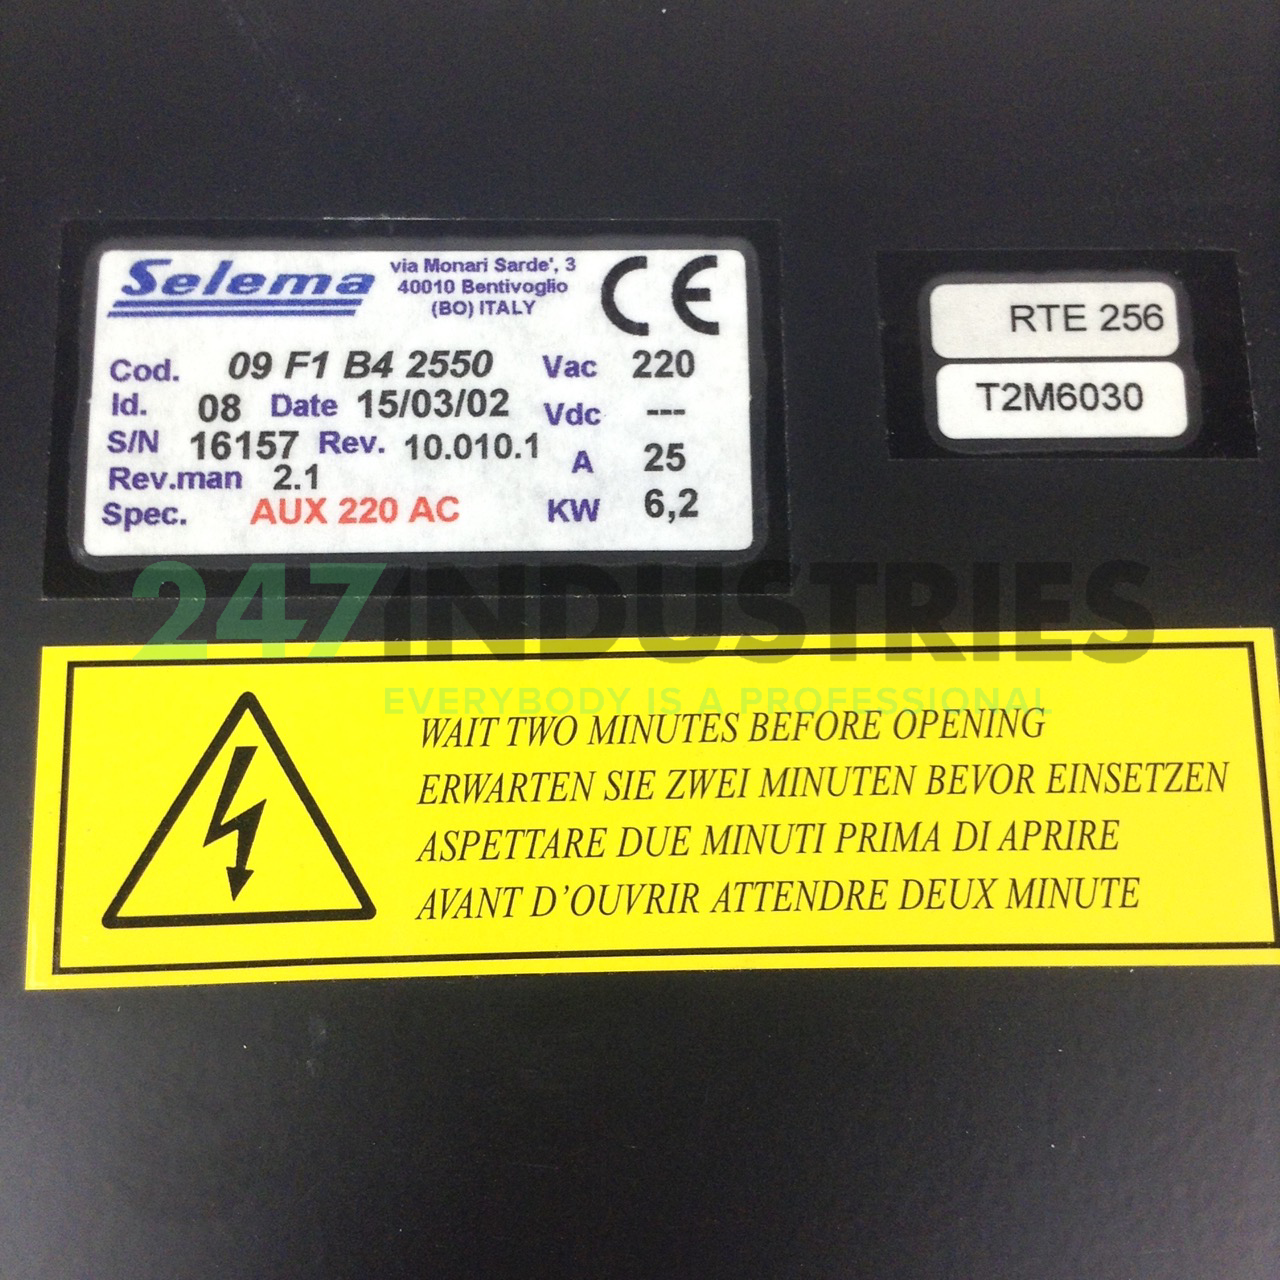 Selema
via Monari Sarde', 3
40010 Bentivoglio
(BO) ITALY
CE
Cod. 09 F1 B4 2550 Vac 220
Id. 08 Date 15/03/02 Vdc ---
S/N 16157 Rev. 10.010.1 A 25
Rev.man 2.1
Spec. AUX 220 AC KW 6,2
RTE 256
T2M6030
247INDUSTRIES
EVERYBODY IS A PROFESSIONAL
WAIT TWO MINUTES BEFORE OPENING
ERWARTEN SIE ZWEI MINUTEN BEVOR EINSETZEN
ASPETTARE DUE MINUTI PRIMA DI APRIRE
AVANT D'OUVRIR ATTENDRE DEUX MINUTE